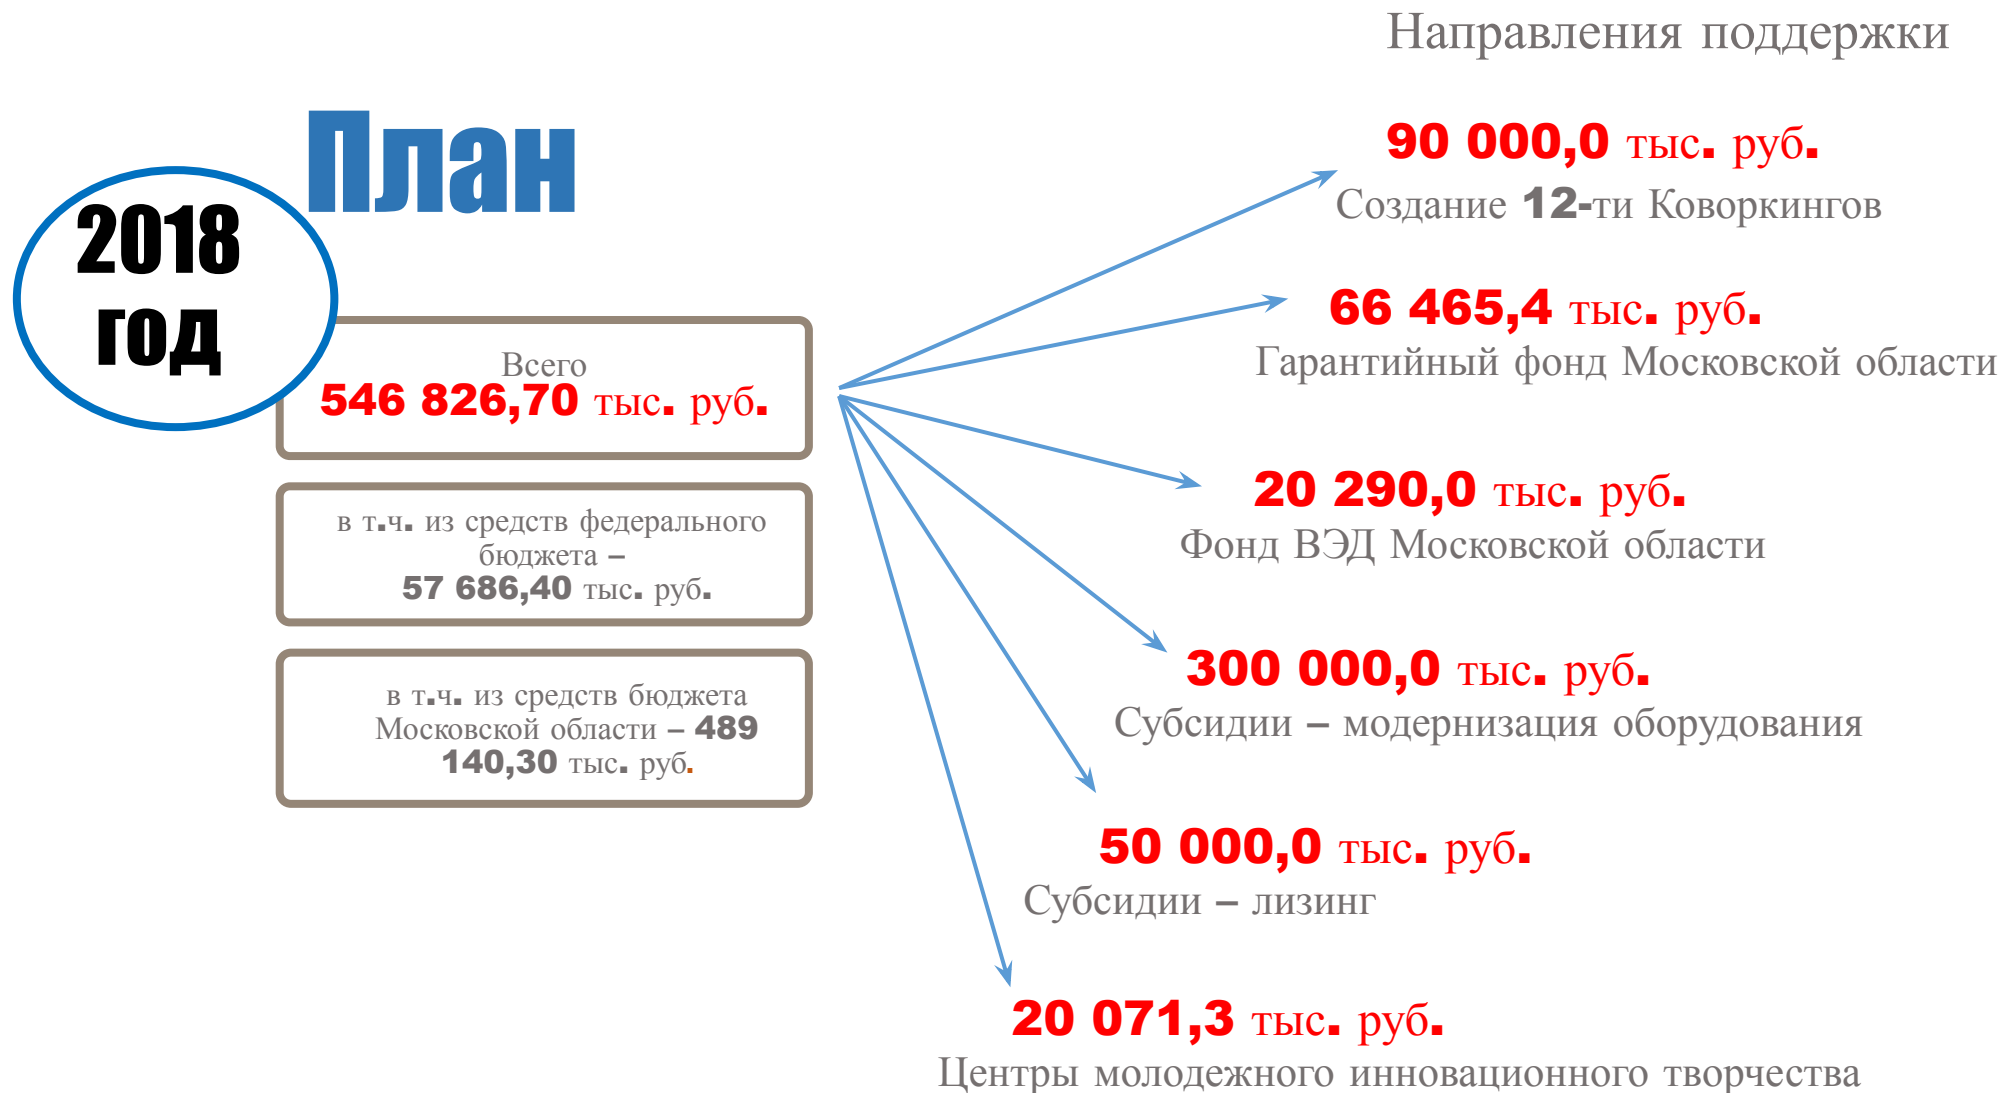 Направления поддержки
План
2018
год
Всего
546 826,70 тыс. руб.
в т.ч. из средств федерального
бюджета –
57 686,40 тыс. руб.
в т.ч. из средств бюджета
Московской области – 489
140,30 тыс. руб.
90 000,0 тыс. руб.
Создание 12-ти Коворкингов
66 465,4 тыс. руб.
Гарантийный фонд Московской области
20 290,0 тыс. руб.
Фонд ВЭД Московской области
300 000,0 тыс. руб.
Субсидии – модернизация оборудования
50 000,0 тыс. руб.
Субсидии – лизинг
20 071,3 тыс. руб.
Центры молодежного инновационного творчества